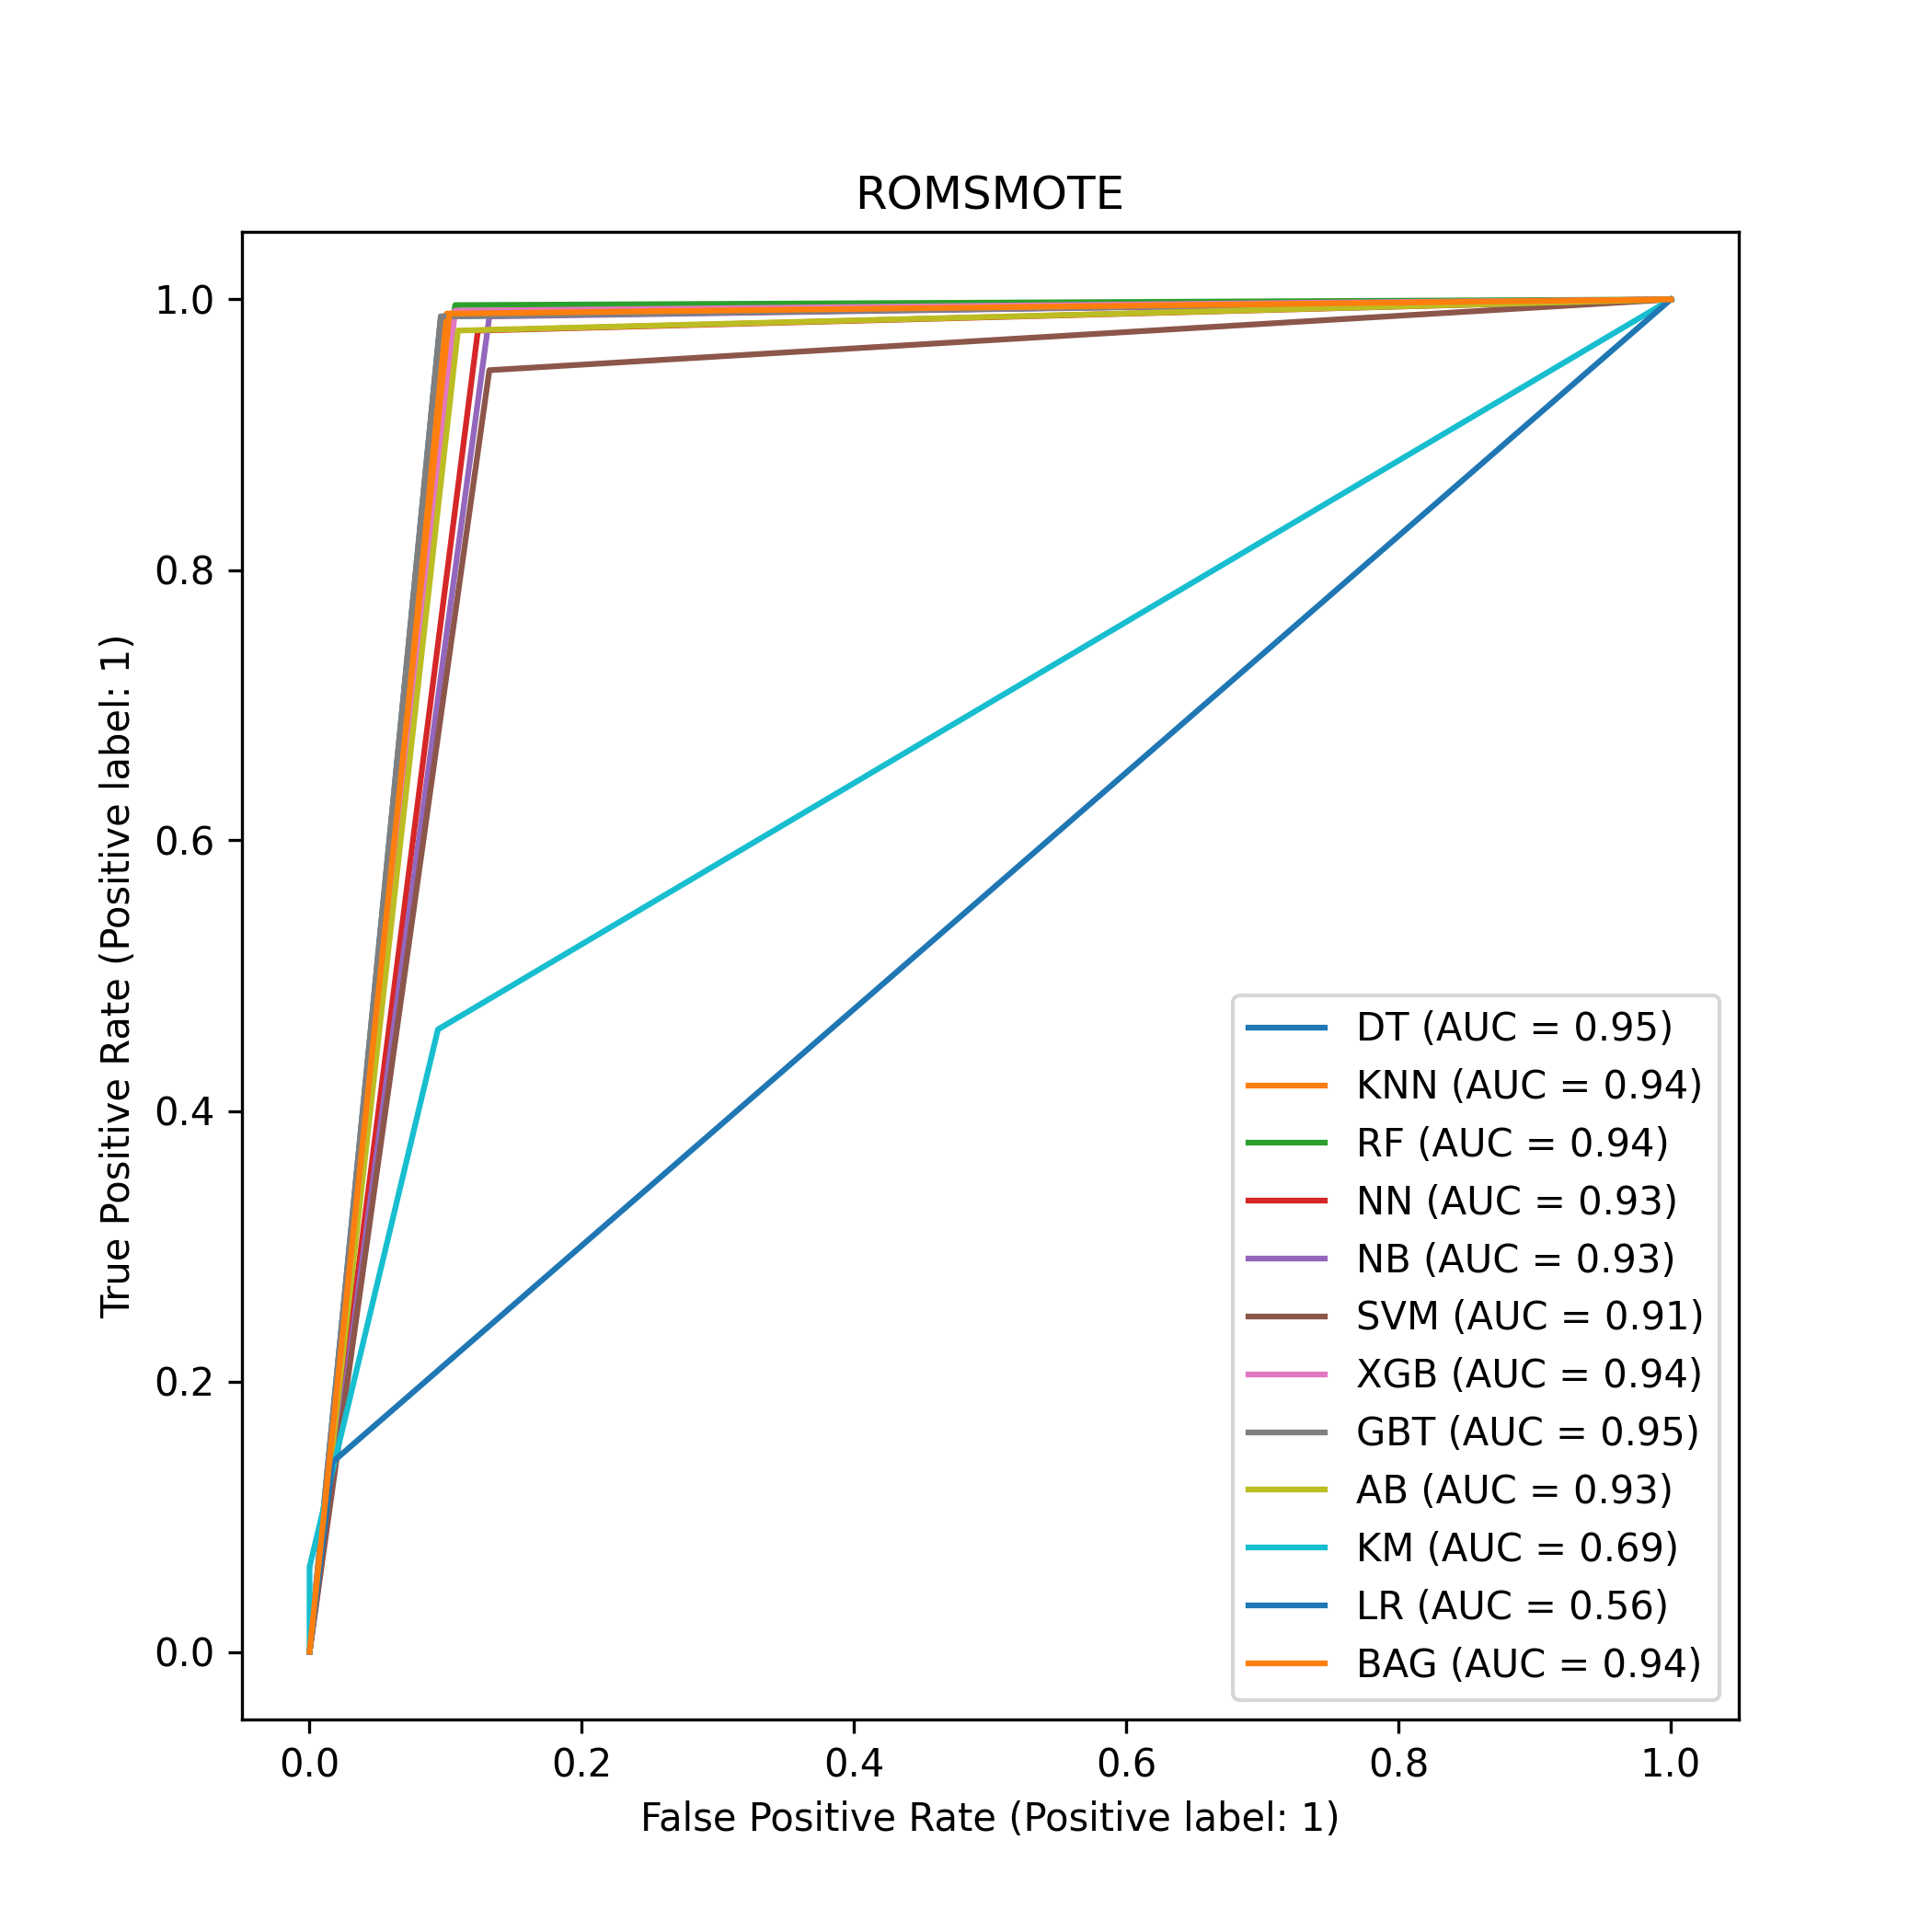 ROMSMOTE
1.0
0.8
0.6
0.4
0.2
0.0
True Positive Rate (Positive label: 1)
DT (AUC = 0.95)
KNN (AUC = 0.94)
RF (AUC = 0.94)
NN (AUC = 0.93)
NB (AUC = 0.93)
SVM (AUC = 0.91)
XGB (AUC = 0.94)
GBT (AUC = 0.95)
AB (AUC = 0.93)
KM (AUC = 0.69)
LR (AUC = 0.56)
BAG (AUC = 0.94)
0.0 0.2 0.4 0.6 0.8 1.0
False Positive Rate (Positive label: 1)